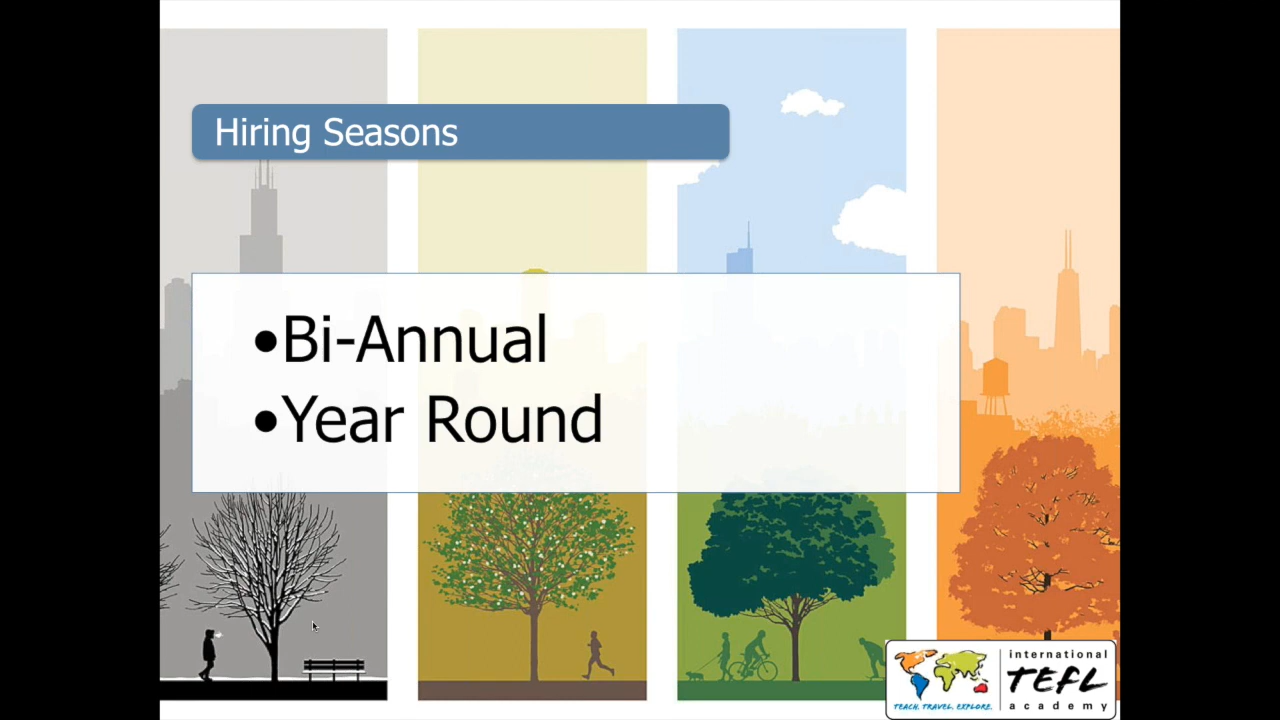 Hiring Seasons
•Bi-Annual
•Year Round
international
TEFL
academy
TEACH. TRAVEL. EXPLORE.